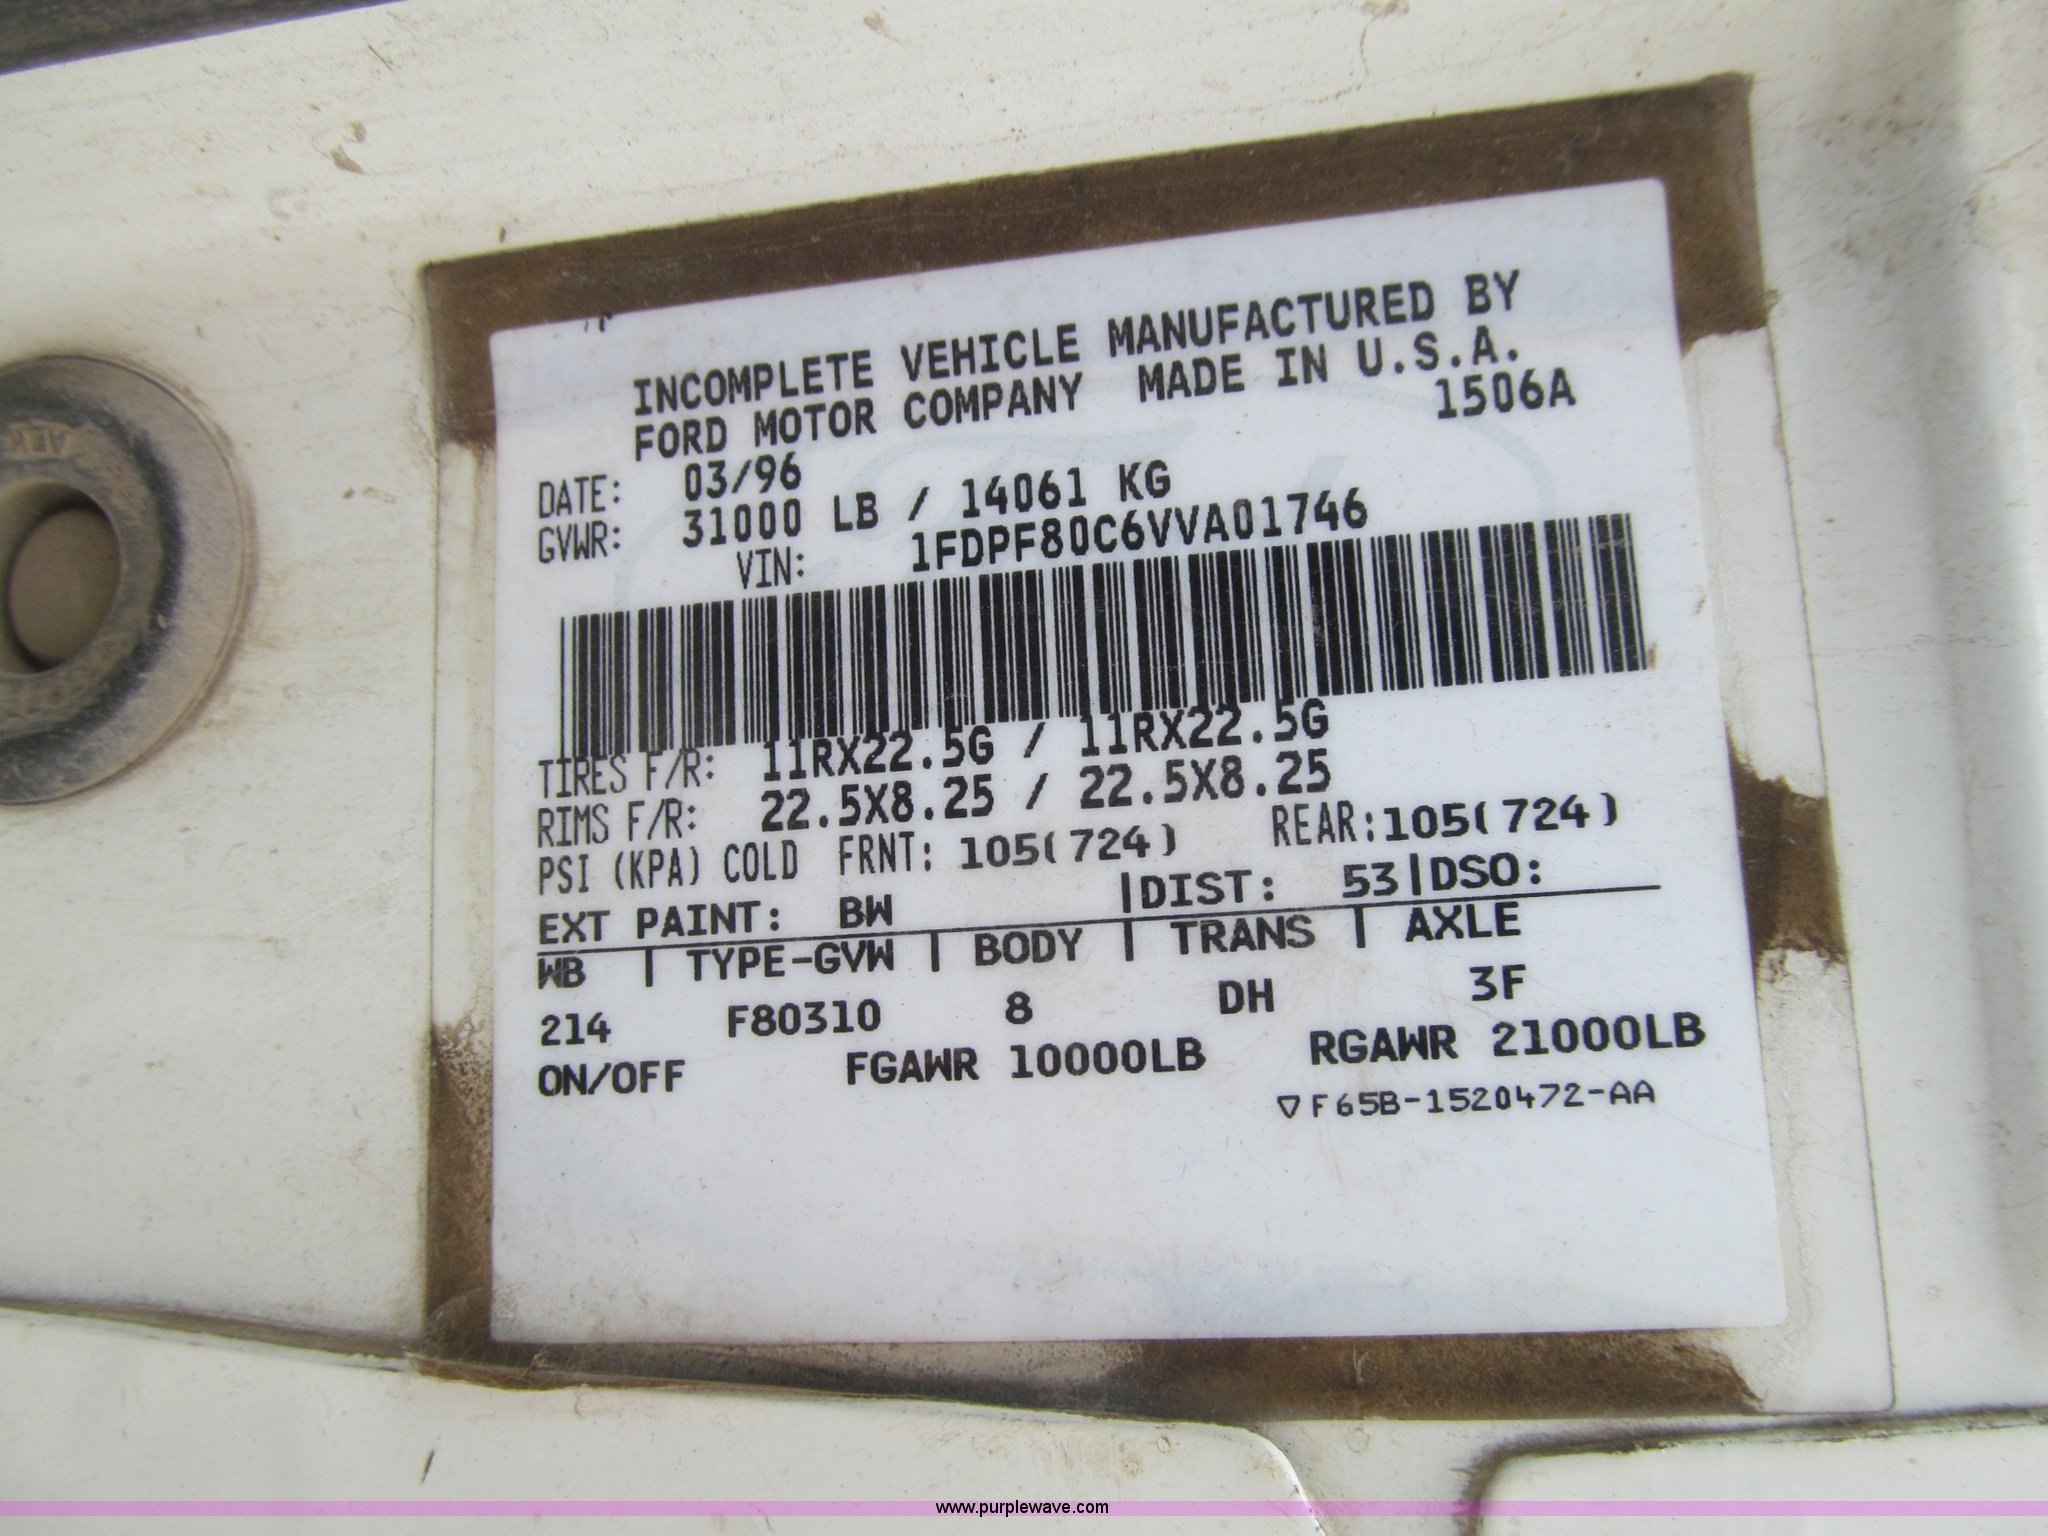 INCOMPLETE VEHICLE MANUFACTURED BY
FORD MOTOR COMPANY MADE IN U.S.A.
1506A
DATE: 03/96
GVWR: 31000 LB / 14061 KG
VIN: 1FDPF80C6VVA01746
TIRES F/R: 11RX22.5G / 11RX22.5G
RIMS F/R: 22.5X8.25 / 22.5X8.25
PSI (KPA) COLD FRNT: 105(724) REAR:105(724)
EXT PAINT: BW |DIST: 53|DSO:
WB | TYPE-GVW | BODY | TRANS | AXLE
214 F80310 8 DH 3F
ON/OFF FGAWR 10000LB RGAWR 21000LB
▽F65B-1520472-AA
www.purplewave.com